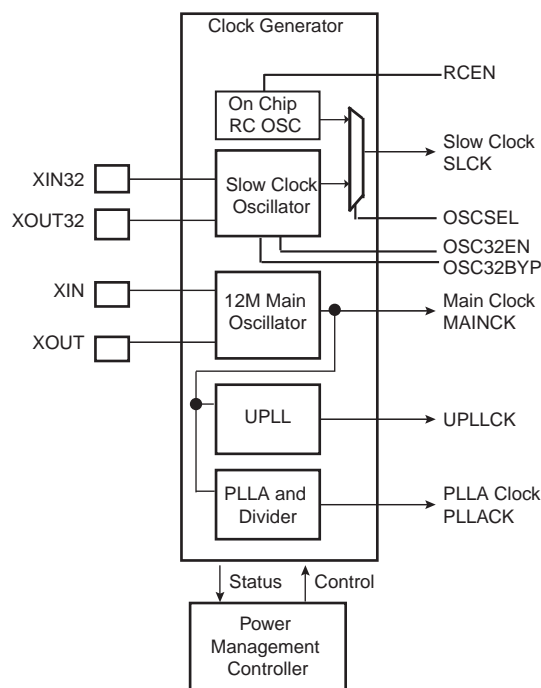 Clock Generator
RCEN
On Chip
RC OSC
Slow Clock
SLCK
XIN32
Slow Clock
Oscillator
XOUT32
OSCSEL
OSC32EN
OSC32BYP
XIN
12M Main
Oscillator
Main Clock
MAINCK
XOUT
UPLL
UPLLCK
PLLA and
Divider
PLLA Clock
PLLACK
Status
Control
Power
Management
Controller